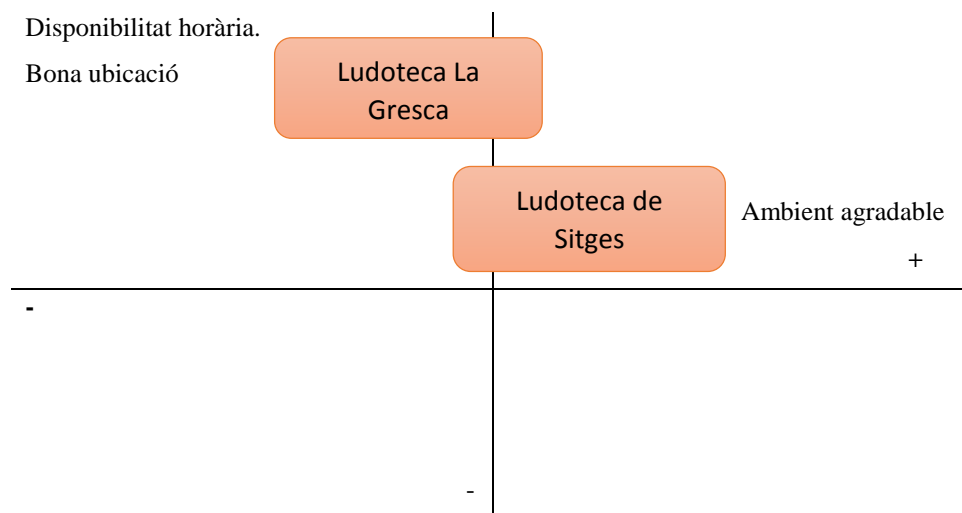 Disponibilitat horària.
Bona ubicació
Ludoteca La
Gresca
Ludoteca de
Sitges
Ambient agradable
+
-
-